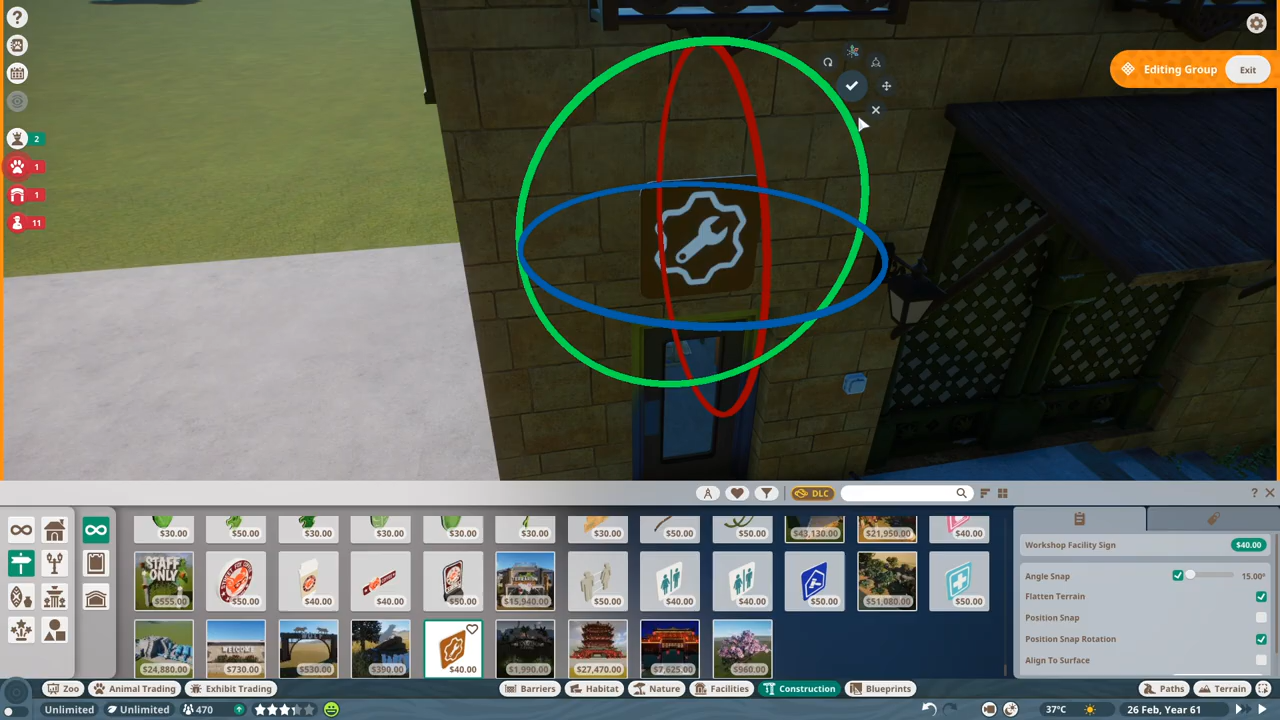 Editing Group Exit
2
1
1
11
DLC
$30.00 $50.00 $30.00 $30.00 $30.00 $30.00 $30.00 $50.00 $50.00 $43,130.00 $21,950.00 $40.00
STAFF ONLY
$555.00 $50.00 $40.00 $40.00 $50.00 $15,940.00 $50.00 $40.00 $40.00 $50.00 $51,080.00 $50.00
WELCOME
$24,880.00 $730.00 $530.00 $390.00 $40.00 $1,990.00 $27,470.00 $7,625.00 $960.00
Workshop Facility Sign $40.00
Angle Snap 15.00°
Flatten Terrain
Position Snap
Position Snap Rotation
Align To Surface
Zoo Animal Trading Exhibit Trading Barriers Habitat Nature Facilities Construction Blueprints Paths Terrain
Unlimited Unlimited 470 37°C 26 Feb, Year 61